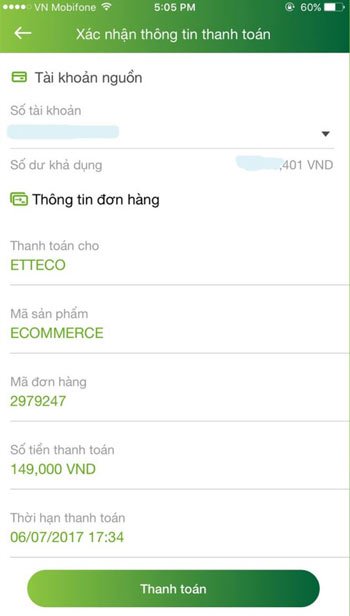 VN Mobifone 5:05 PM 60%
Xác nhận thông tin thanh toán
Tài khoản nguồn
Số tài khoản
Số dư khả dụng ,401 VND
Thông tin đơn hàng
Thanh toán cho
ETTECO
Mã sản phẩm
ECOMMERCE
Mã đơn hàng
2979247
Số tiền thanh toán
149,000 VND
Thời hạn thanh toán
06/07/2017 17:34
Thanh toán